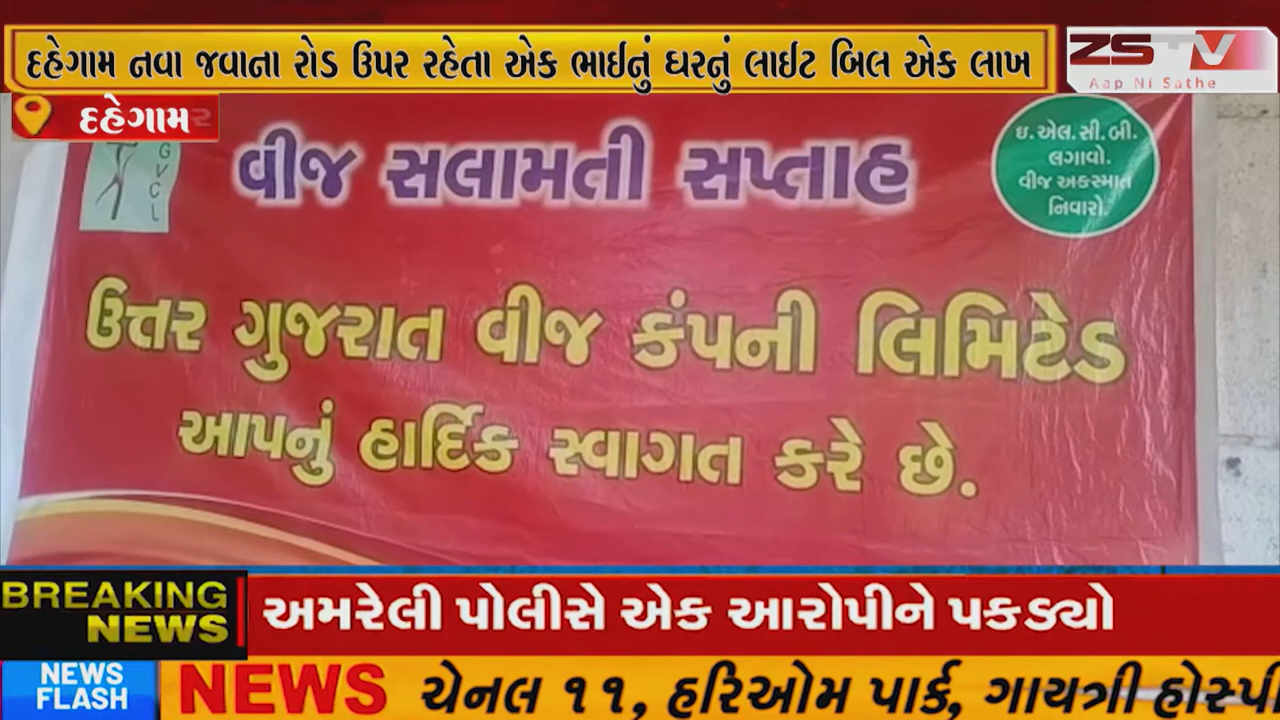 દહેગામ નવા જવાના રોડ ઉપર રહેતા એક ભાઈનું ઘરનું લાઈટ બિલ એક લાખ
ZSTV
Aap Ni Sathe
દહેગામ
GVCL
વીજ સલામતી સપ્તાહ
ઇ.એલ.સી.બી.
લગાવો.
વીજ અકસ્માત
નિવારો.
ઉત્તર ગુજરાત વીજ કંપની લિમિટેડ
આપનું હાર્દિક સ્વાગત કરે છે.
BREAKING
NEWS
અમરેલી પોલીસે એક આરોપીને પકડ્યો
NEWS
FLASH
NEWS ચેનલ ૧૧, હરિઓમ પાર્ક, ગાયત્રી હોસ્પી